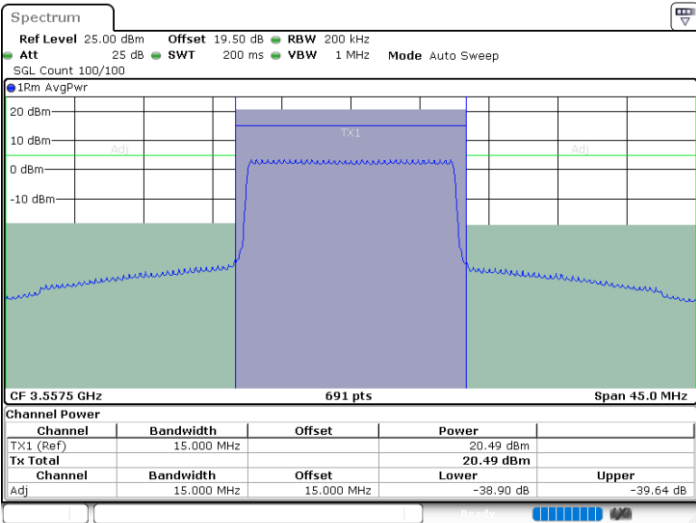 Spectrum
Ref Level 25.00 dBm Offset 19.50 dB RBW 200 kHz
Att 25 dB SWT 200 ms VBW 1 MHz Mode Auto Sweep
SGL Count 100/100
1Rm AvgPwr
20 dBm
TX1
10 dBm
Adj Adj
0 dBm
-10 dBm
CF 3.5575 GHz 691 pts Span 45.0 MHz
Channel Power
Channel Bandwidth Offset Power
TX1 (Ref) 15.000 MHz 20.49 dBm
Tx Total 20.49 dBm
Channel Bandwidth Offset Lower Upper
Adj 15.000 MHz 15.000 MHz -38.90 dB -39.64 dB
Ready